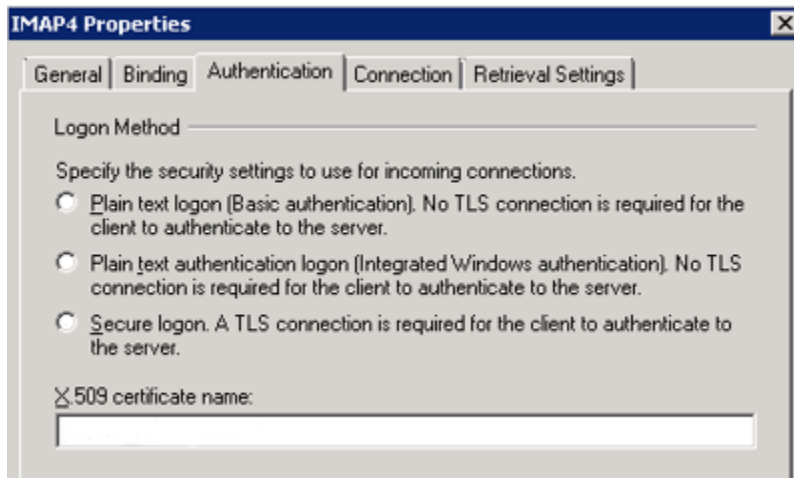 IMAP4 Properties
General Binding Authentication Connection Retrieval Settings
Logon Method
Specify the security settings to use for incoming connections.
Plain text logon (Basic authentication). No TLS connection is required for the
client to authenticate to the server.
Plain text authentication logon (Integrated Windows authentication). No TLS
connection is required for the client to authenticate to the server.
Secure logon. A TLS connection is required for the client to authenticate to
the server.
X.509 certificate name: